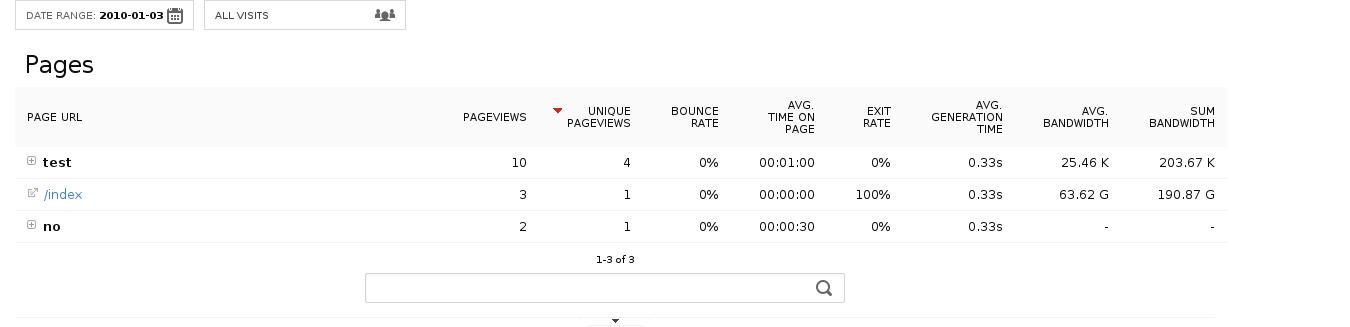 DATE RANGE: 2010-01-03 ALL VISITS
Pages
PAGE URL PAGEVIEWS UNIQUE PAGEVIEWS BOUNCE RATE AVG. TIME ON PAGE EXIT RATE AVG. GENERATION TIME AVG. BANDWIDTH SUM BANDWIDTH
test 10 4 0% 00:01:00 0% 0.33s 25.46 K 203.67 K
/index 3 1 0% 00:00:00 100% 0.33s 63.62 G 190.87 G
no 2 1 0% 00:00:30 0% 0.33s - -
1-3 of 3